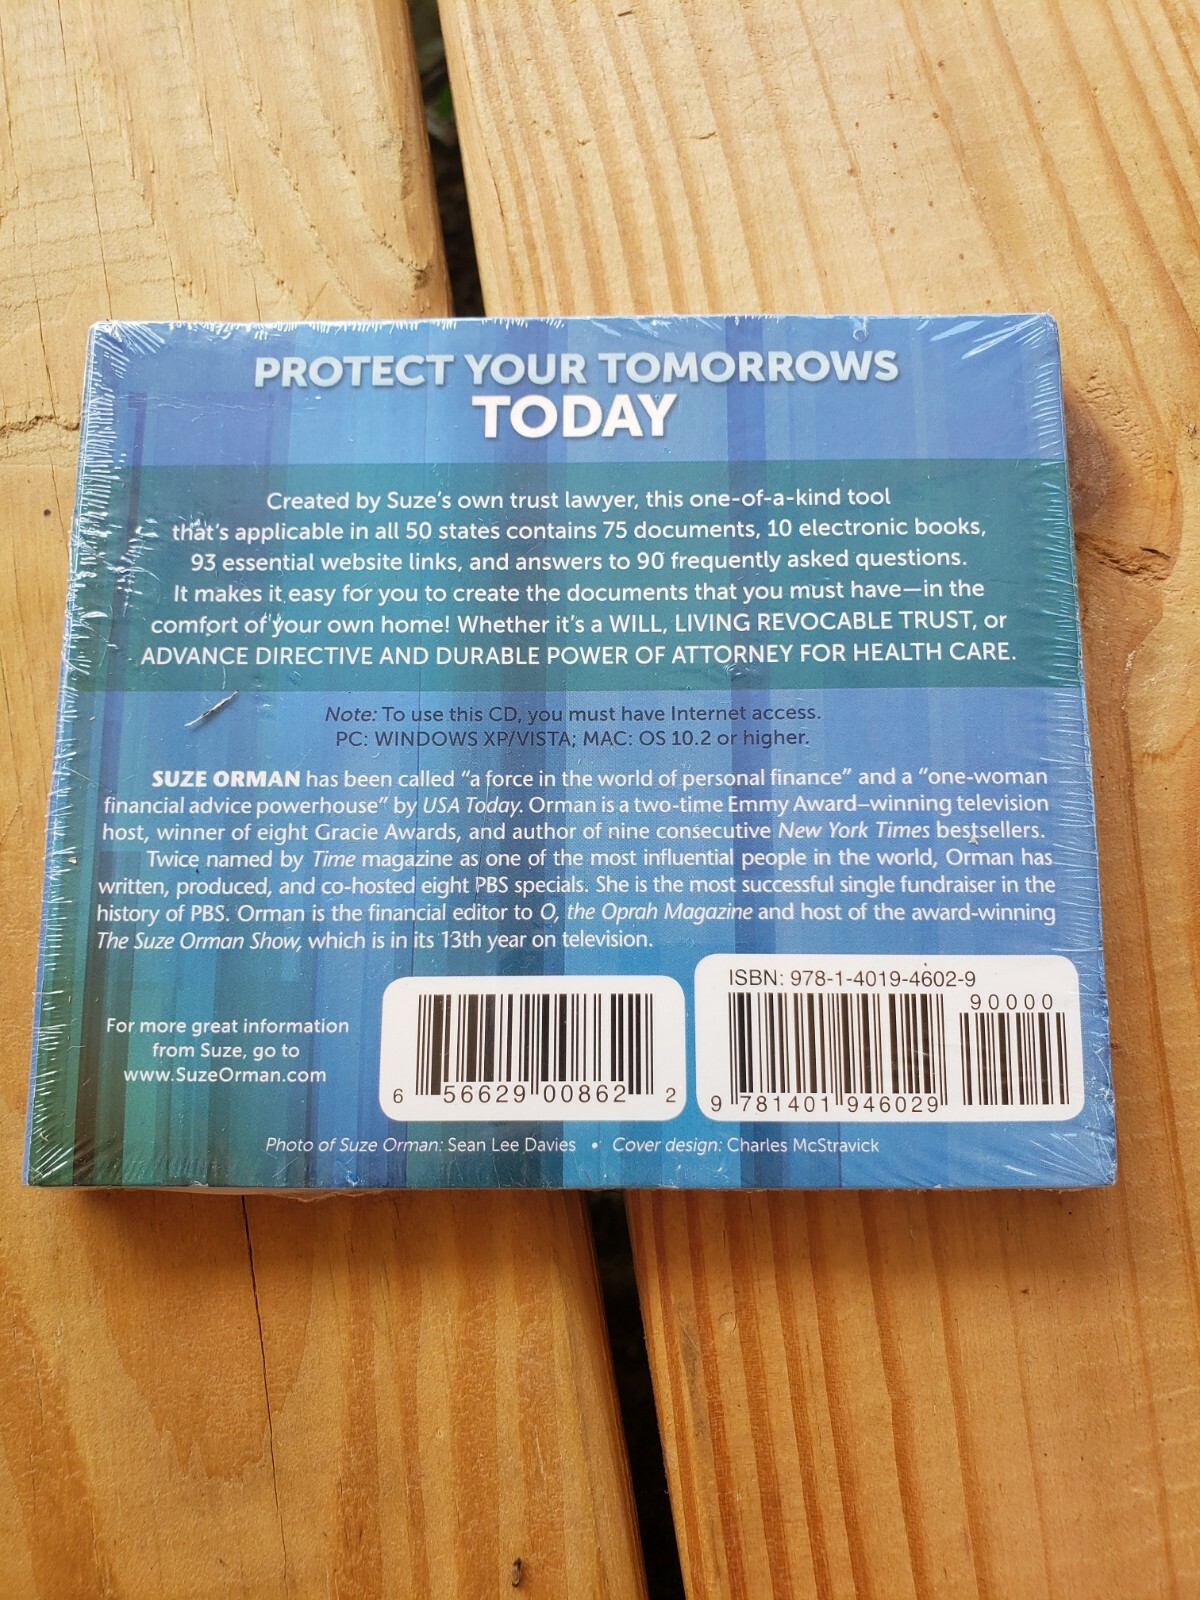 PROTECT YOUR TOMORROWS
TODAY
Created by Suze's own trust lawyer, this one-of-a-kind tool
that's applicable in all 50 states contains 75 documents, 10 electronic books,
93 essential website links, and answers to 90 frequently asked questions.
It makes it easy for you to create the documents that you must have—in the
comfort of your own home! Whether it's a WILL, LIVING REVOCABLE TRUST, or
ADVANCE DIRECTIVE AND DURABLE POWER OF ATTORNEY FOR HEALTH CARE.
Note: To use this CD, you must have Internet access.
PC: WINDOWS XP/VISTA; MAC: OS 10.2 or higher.
SUZE ORMAN has been called "a force in the world of personal finance" and a "one-woman
financial advice powerhouse" by USA Today. Orman is a two-time Emmy Award–winning television
host, winner of eight Gracie Awards, and author of nine consecutive New York Times bestsellers.
Twice named by Time magazine as one of the most influential people in the world, Orman has
written, produced, and co-hosted eight PBS specials. She is the most successful single fundraiser in the
history of PBS. Orman is the financial editor to O, the Oprah Magazine and host of the award-winning
The Suze Orman Show, which is in its 13th year on television.
For more great information
from Suze, go to
www.SuzeOrman.com
6 56629 00862 2
ISBN: 978-1-4019-4602-9
90000
9 781401 946029
Photo of Suze Orman: Sean Lee Davies • Cover design: Charles McStravick